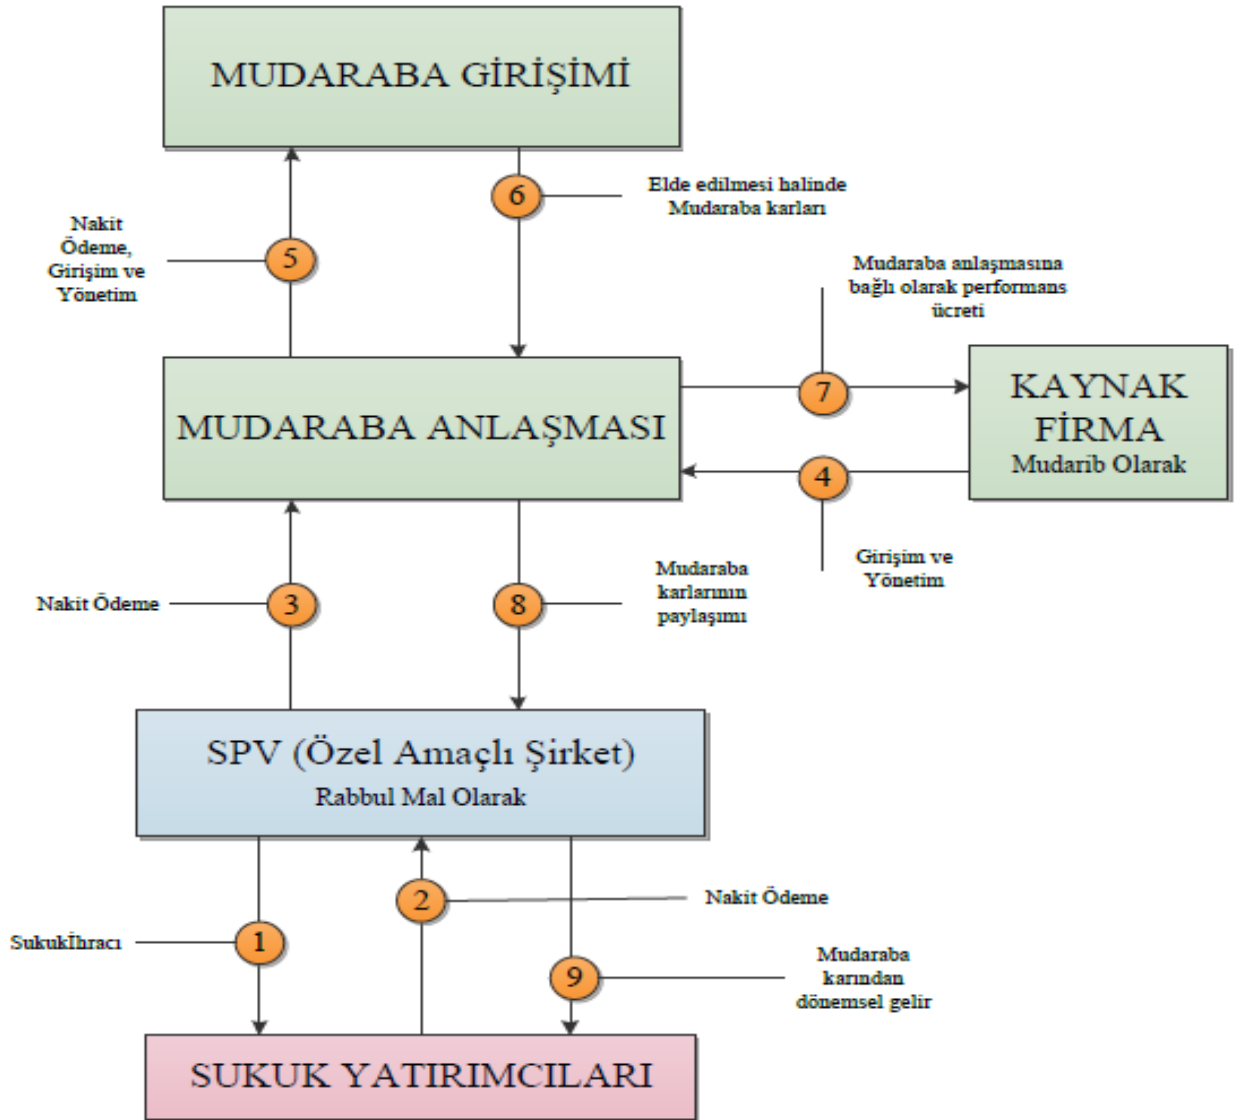 MUDARABA GİRİŞİMİ
6
Elde edilmesi halinde
Mudaraba karları
Nakit
Ödeme,
Girişim ve
Yönetim
5
Mudaraba anlaşmasına
bağlı olarak performans
ücreti
7
KAYNAK
FİRMA
Mudarib Olarak
MUDARABA ANLAŞMASI
4
Girişim ve
Yönetim
Nakit Ödeme
3
8
Mudaraba
karlarının
paylaşımı
SPV (Özel Amaçlı Şirket)
Rabbul Mal Olarak
2
Nakit Ödeme
Sukukİhracı
1
9
Mudaraba
karından
dönemsel gelir
SUKUK YATIRIMCILARI